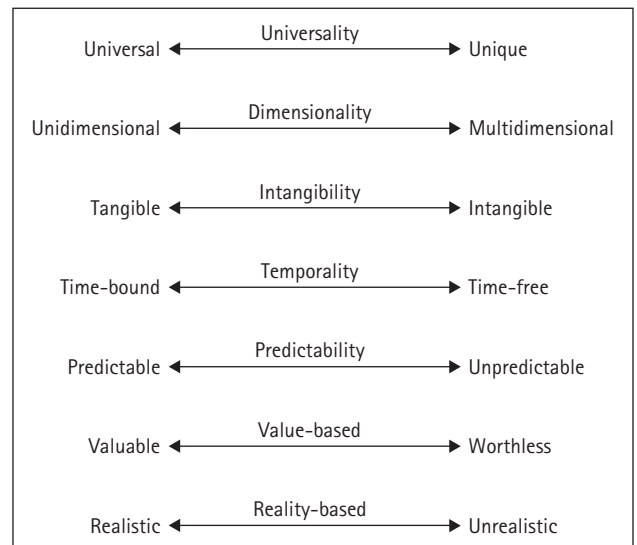 Universality
Universal Unique
Dimensionality
Unidimensional Multidimensional
Intangibility
Tangible Intangible
Temporality
Time-bound Time-free
Predictability
Predictable Unpredictable
Value-based
Valuable Worthless
Reality-based
Realistic Unrealistic